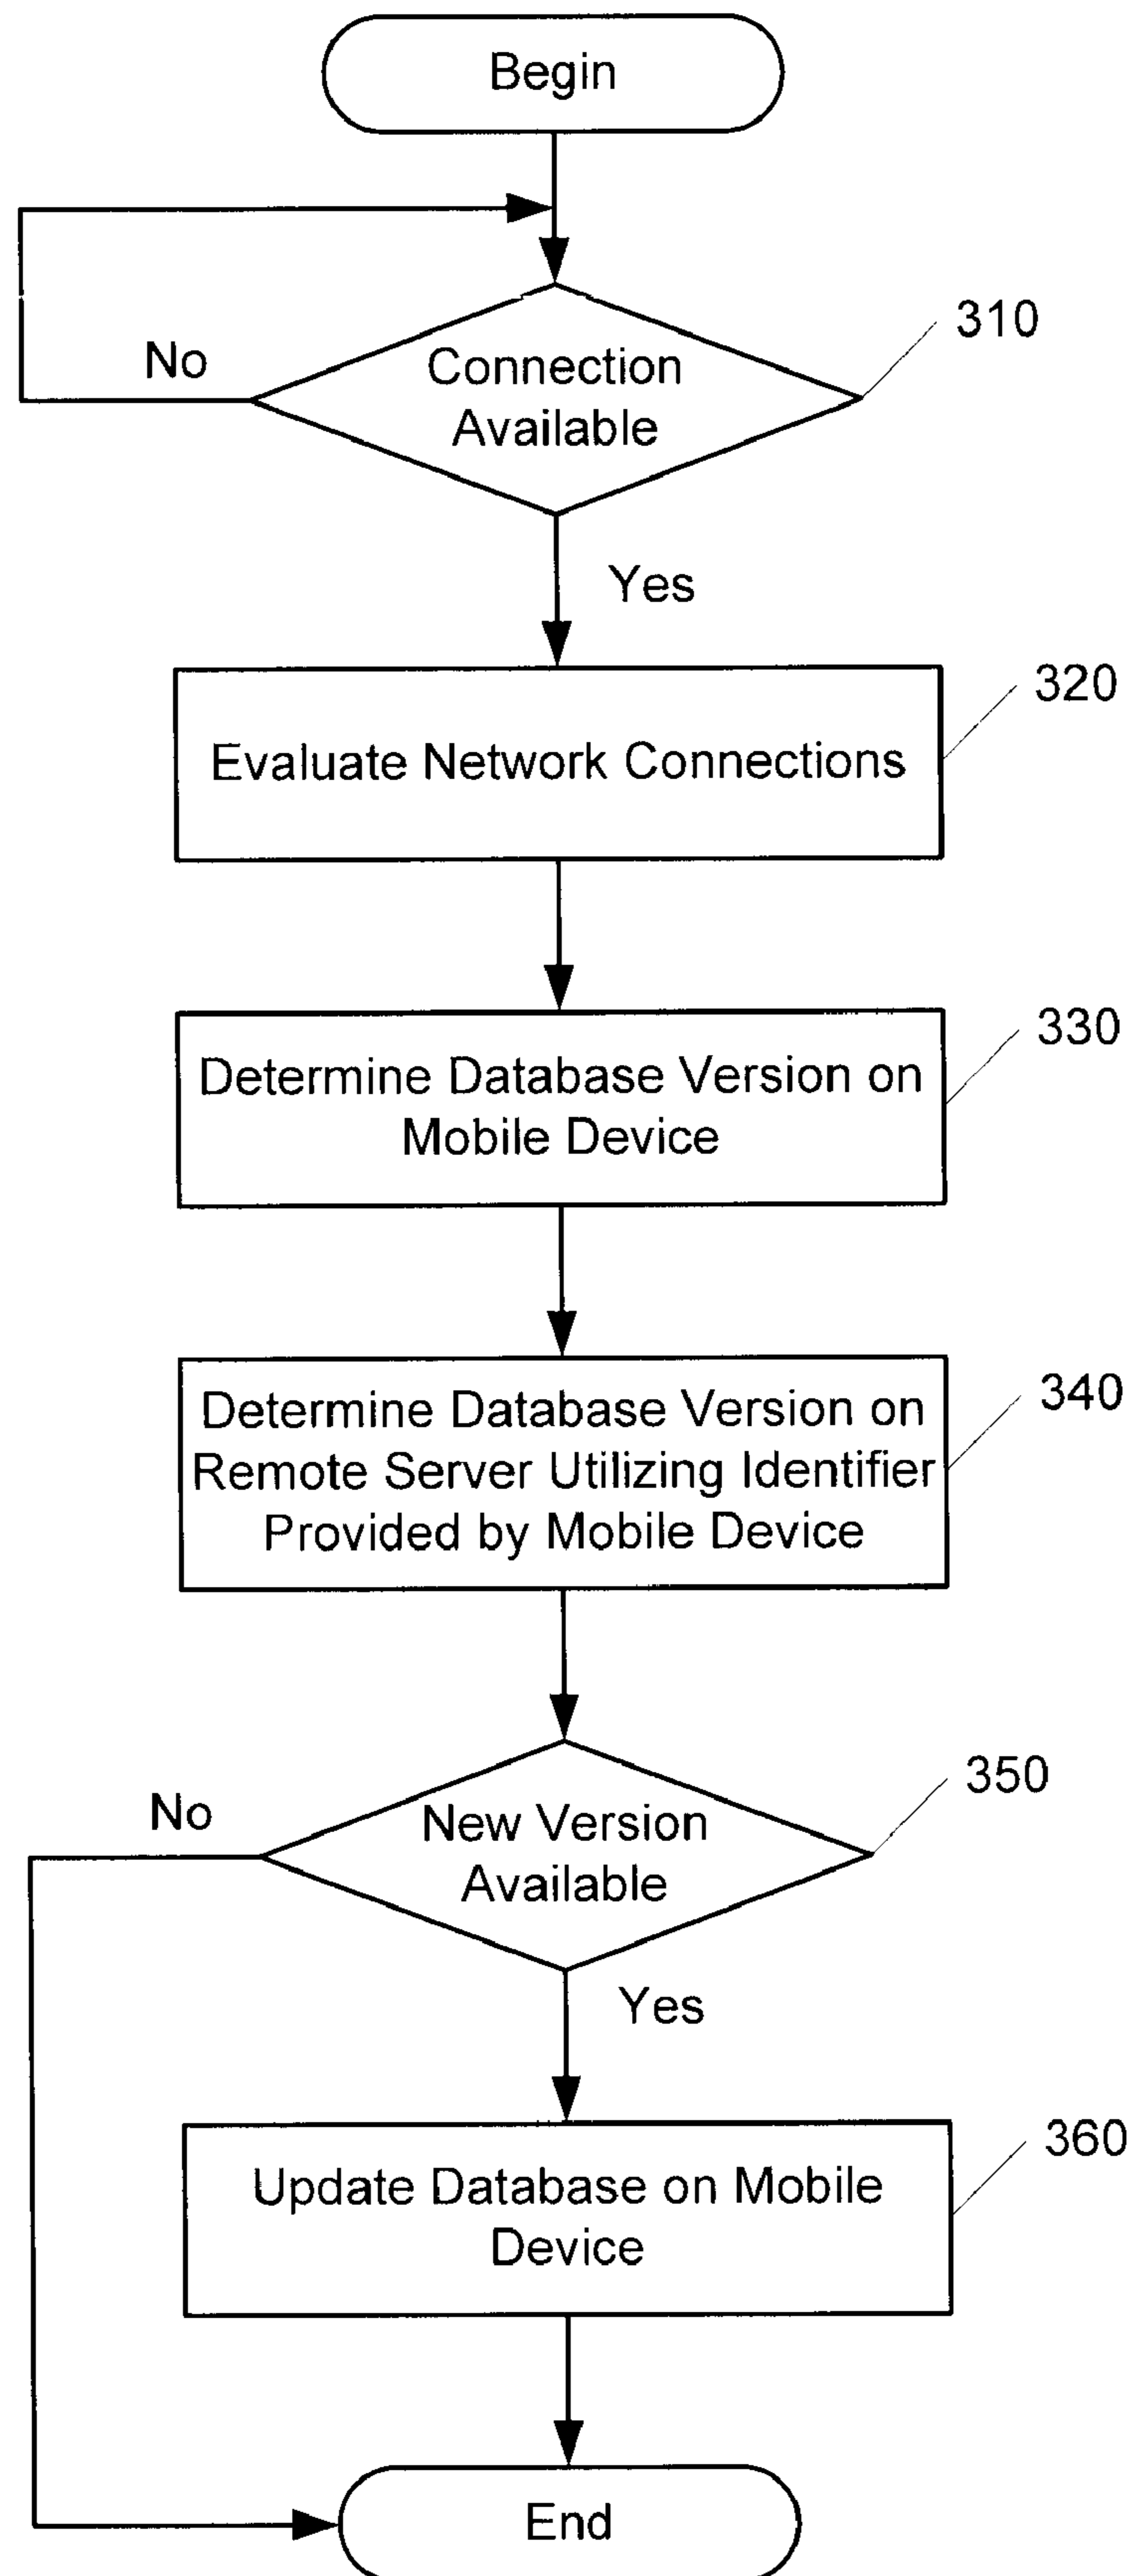 Begin
310
No
Connection
Available
Yes
320
Evaluate Network Connections
330
Determine Database Version on
Mobile Device
340
Determine Database Version on
Remote Server Utilizing Identifier
Provided by Mobile Device
350
No
New Version
Available
Yes
360
Update Database on Mobile
Device
End